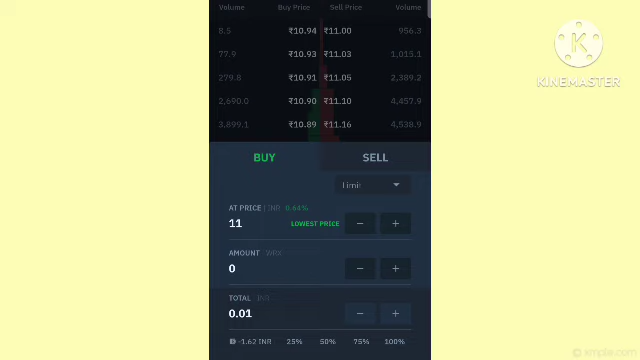 Volume Buy Price Sell Price Volume
8.5 ₹10.94 ₹11.00 956.3
77.9 ₹10.93 ₹11.03 1,015.1
279.8 ₹10.91 ₹11.05 2,389.2
2,690.0 ₹10.90 ₹11.10 4,457.9
3,899.1 ₹10.89 ₹11.16 4,538.9
K
KINEMASTER
BUY SELL
Limit
AT PRICE INR 0.64%
11 LOWEST PRICE − +
AMOUNT WRX
0 − +
TOTAL INR
0.01 − +
-1.62 INR 25% 50% 75% 100%